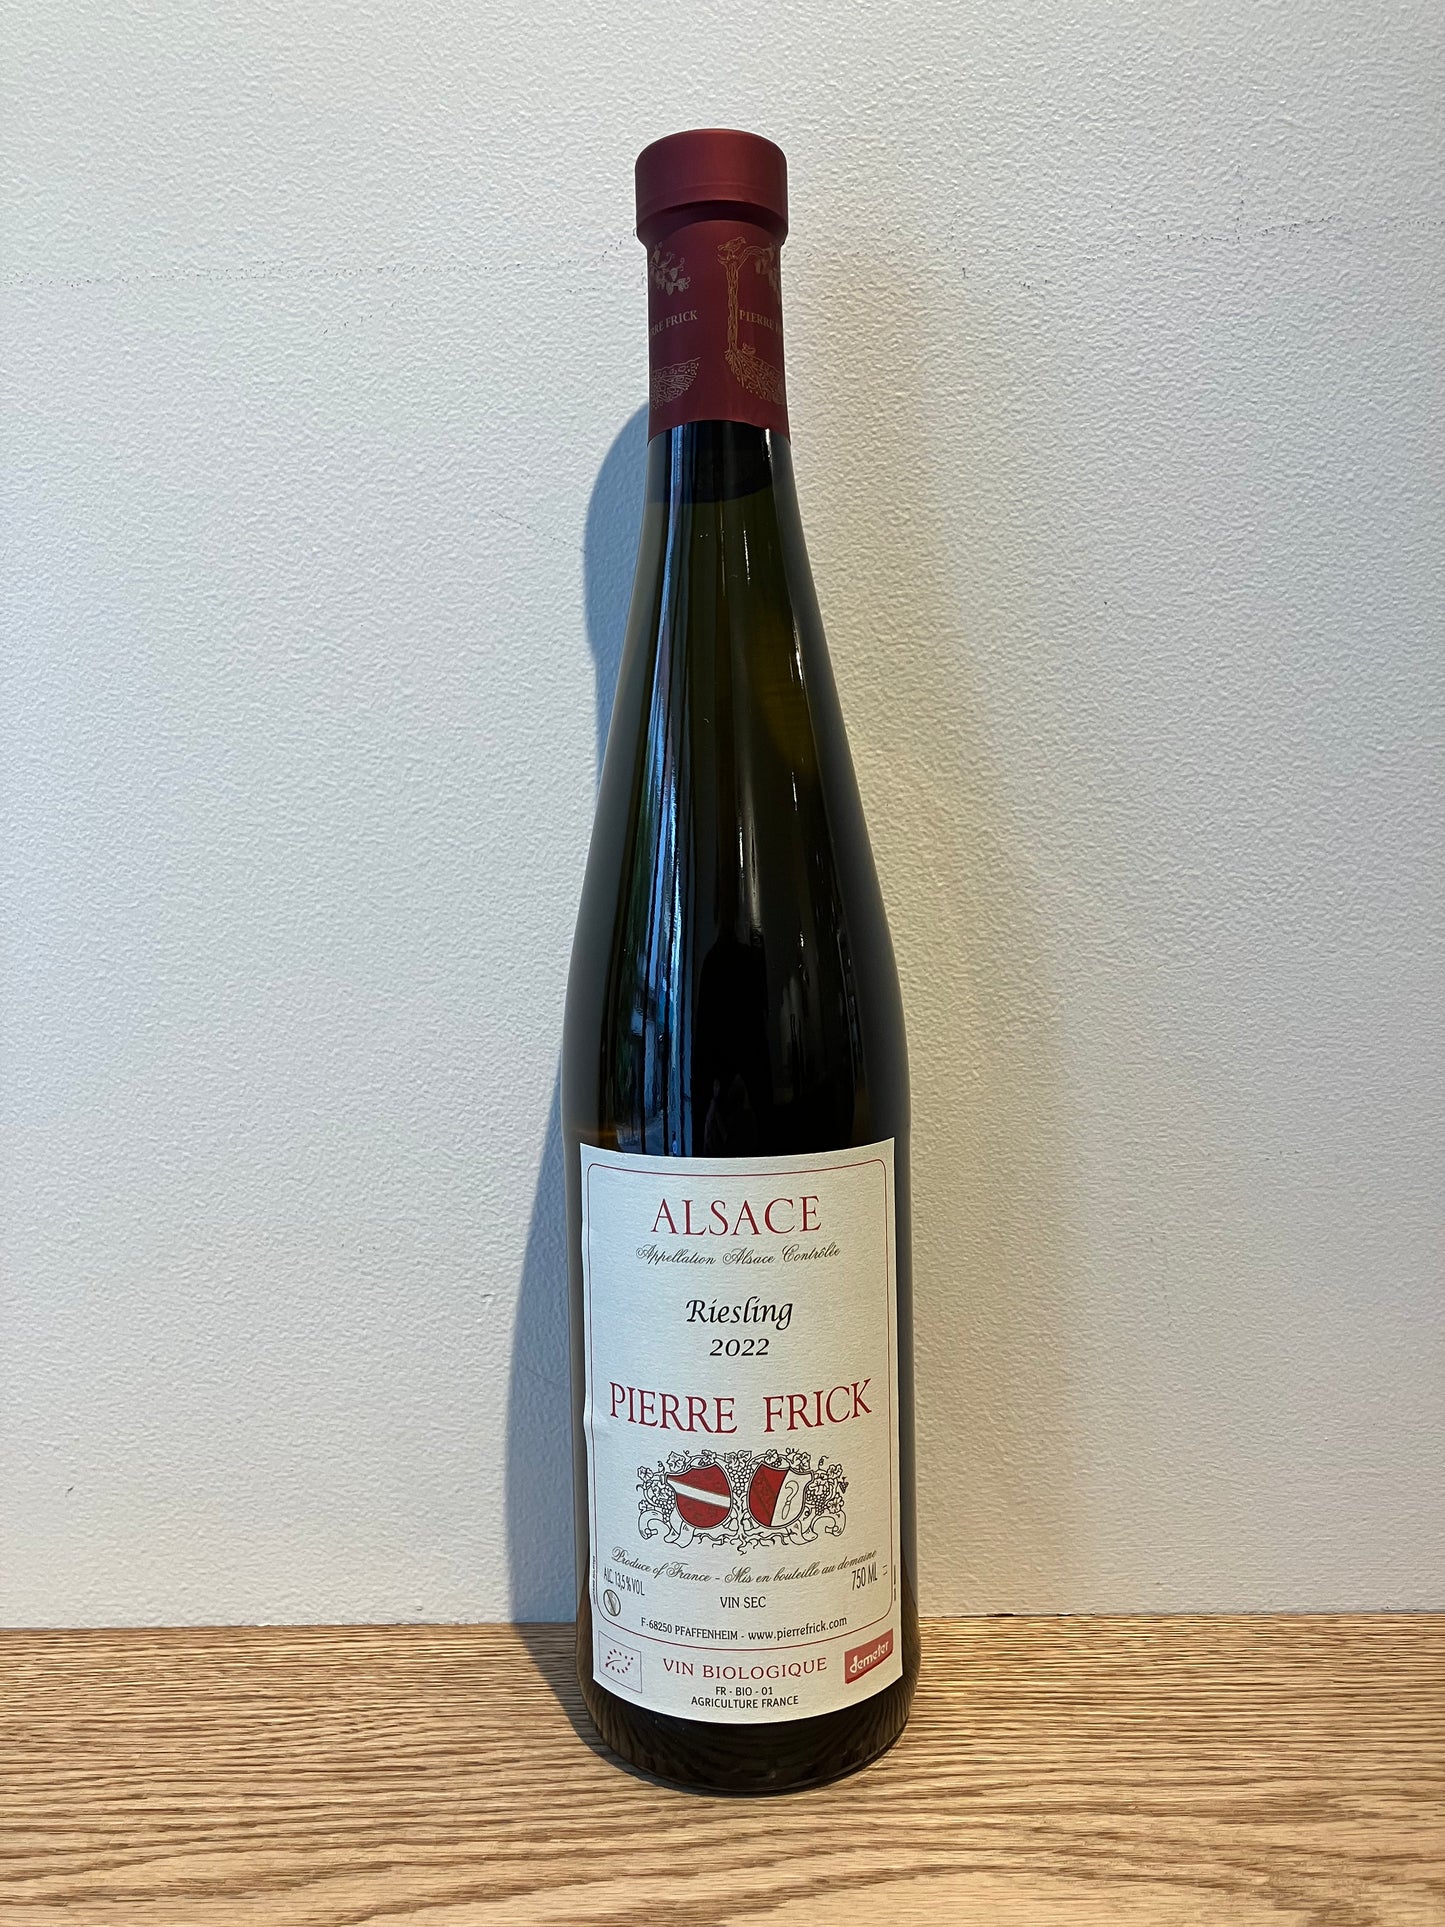 RRE FRICK
PIERRE
ALSACE
Appellation Alsace Contrôlée
Riesling
2022
PIERRE FRICK
Produce of France - Mis en bouteille au domaine
ALC. 13,5% VOL
750 ML
VIN SEC
F-68250 PFAFFENHEIM - www.pierrefrick.com
VIN BIOLOGIQUE
demeter
FR - BIO - 01
AGRICULTURE FRANCE